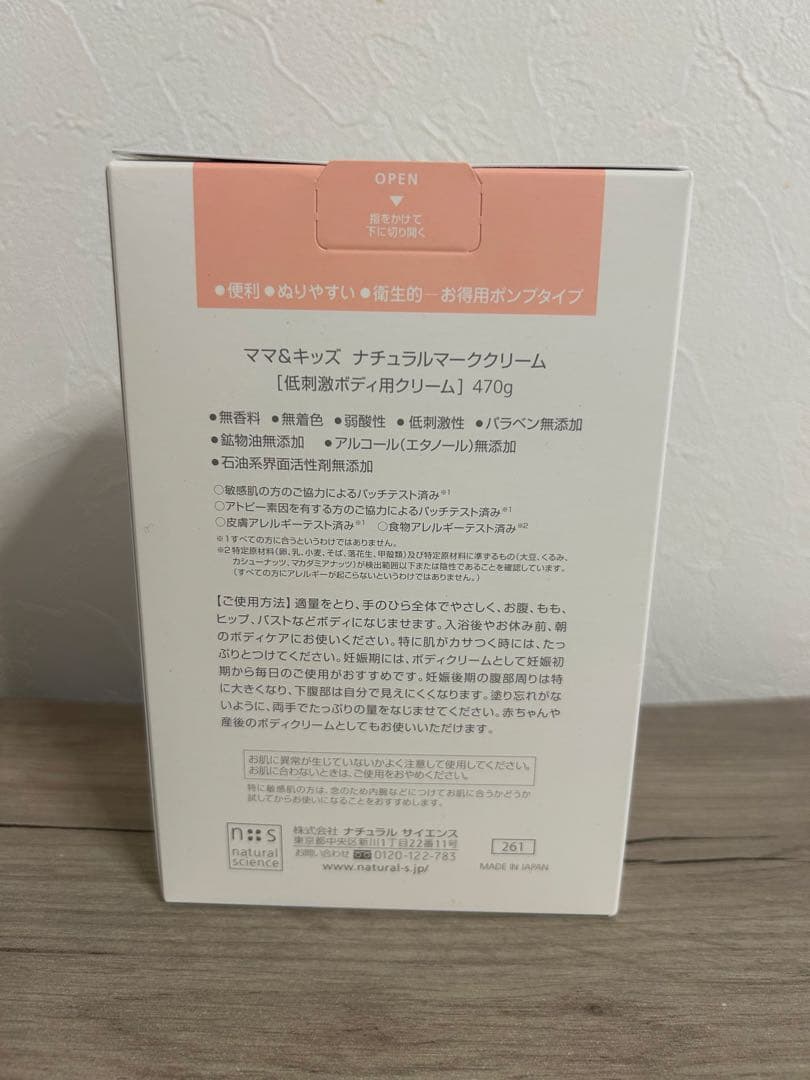 OPEN
▼
指をかけて
下に切り開く
●便利 ●ぬりやすい ●衛生的―お得用ポンプタイプ
ママ&キッズ ナチュラルマーククリーム
[低刺激ボディ用クリーム] 470g
●無香料 ●無着色 ●弱酸性 ●低刺激性 ●パラベン無添加
●鉱物油無添加 ●アルコール(エタノール)無添加
●石油系界面活性剤無添加
○敏感肌の方のご協力によるパッチテスト済み※1
○アトピー素因を有する方のご協力によるパッチテスト済み※1
○皮膚アレルギーテスト済み※1 ○食物アレルギーテスト済み※2
※1すべての方に合うというわけではありません。
※2特定原材料(卵、乳、小麦、そば、落花生、甲殻類)及び特定原材料に準ずるもの(大豆、くるみ、
カシューナッツ、マカダミアナッツ)が検出範囲以下または陰性であることを確認しています。
(すべての方にアレルギーが起こらないというわけではありません。)
【ご使用方法】適量をとり、手のひら全体でやさしく、お腹、もも、
ヒップ、バストなどボディになじませます。入浴後やお休み前、朝
のボディケアにお使いください。特に肌がカサつく時には、たっ
ぷりとつけてください。妊娠期には、ボディクリームとして妊娠初
期から毎日のご使用がおすすめです。妊娠後期の腹部周りは特
に大きくなり、下腹部は自分で見えにくくなります。塗り忘れがな
いように、両手でたっぷりの量をなじませてください。赤ちゃんや
産後のボディクリームとしてもお使いいただけます。
お肌に異常が生じていないかよく注意して使用してください。
お肌に合わないときは、ご使用をおやめください。
特に敏感肌の方は、念のため内腕などにつけてお肌に合うかどうか
試してからお使いになることをおすすめします。
n::s
natural
science
株式会社 ナチュラル サイエンス
東京都中央区新川1丁目22番11号
お問い合わせ 0120-122-783
www.natural-s.jp/
261
MADE IN JAPAN